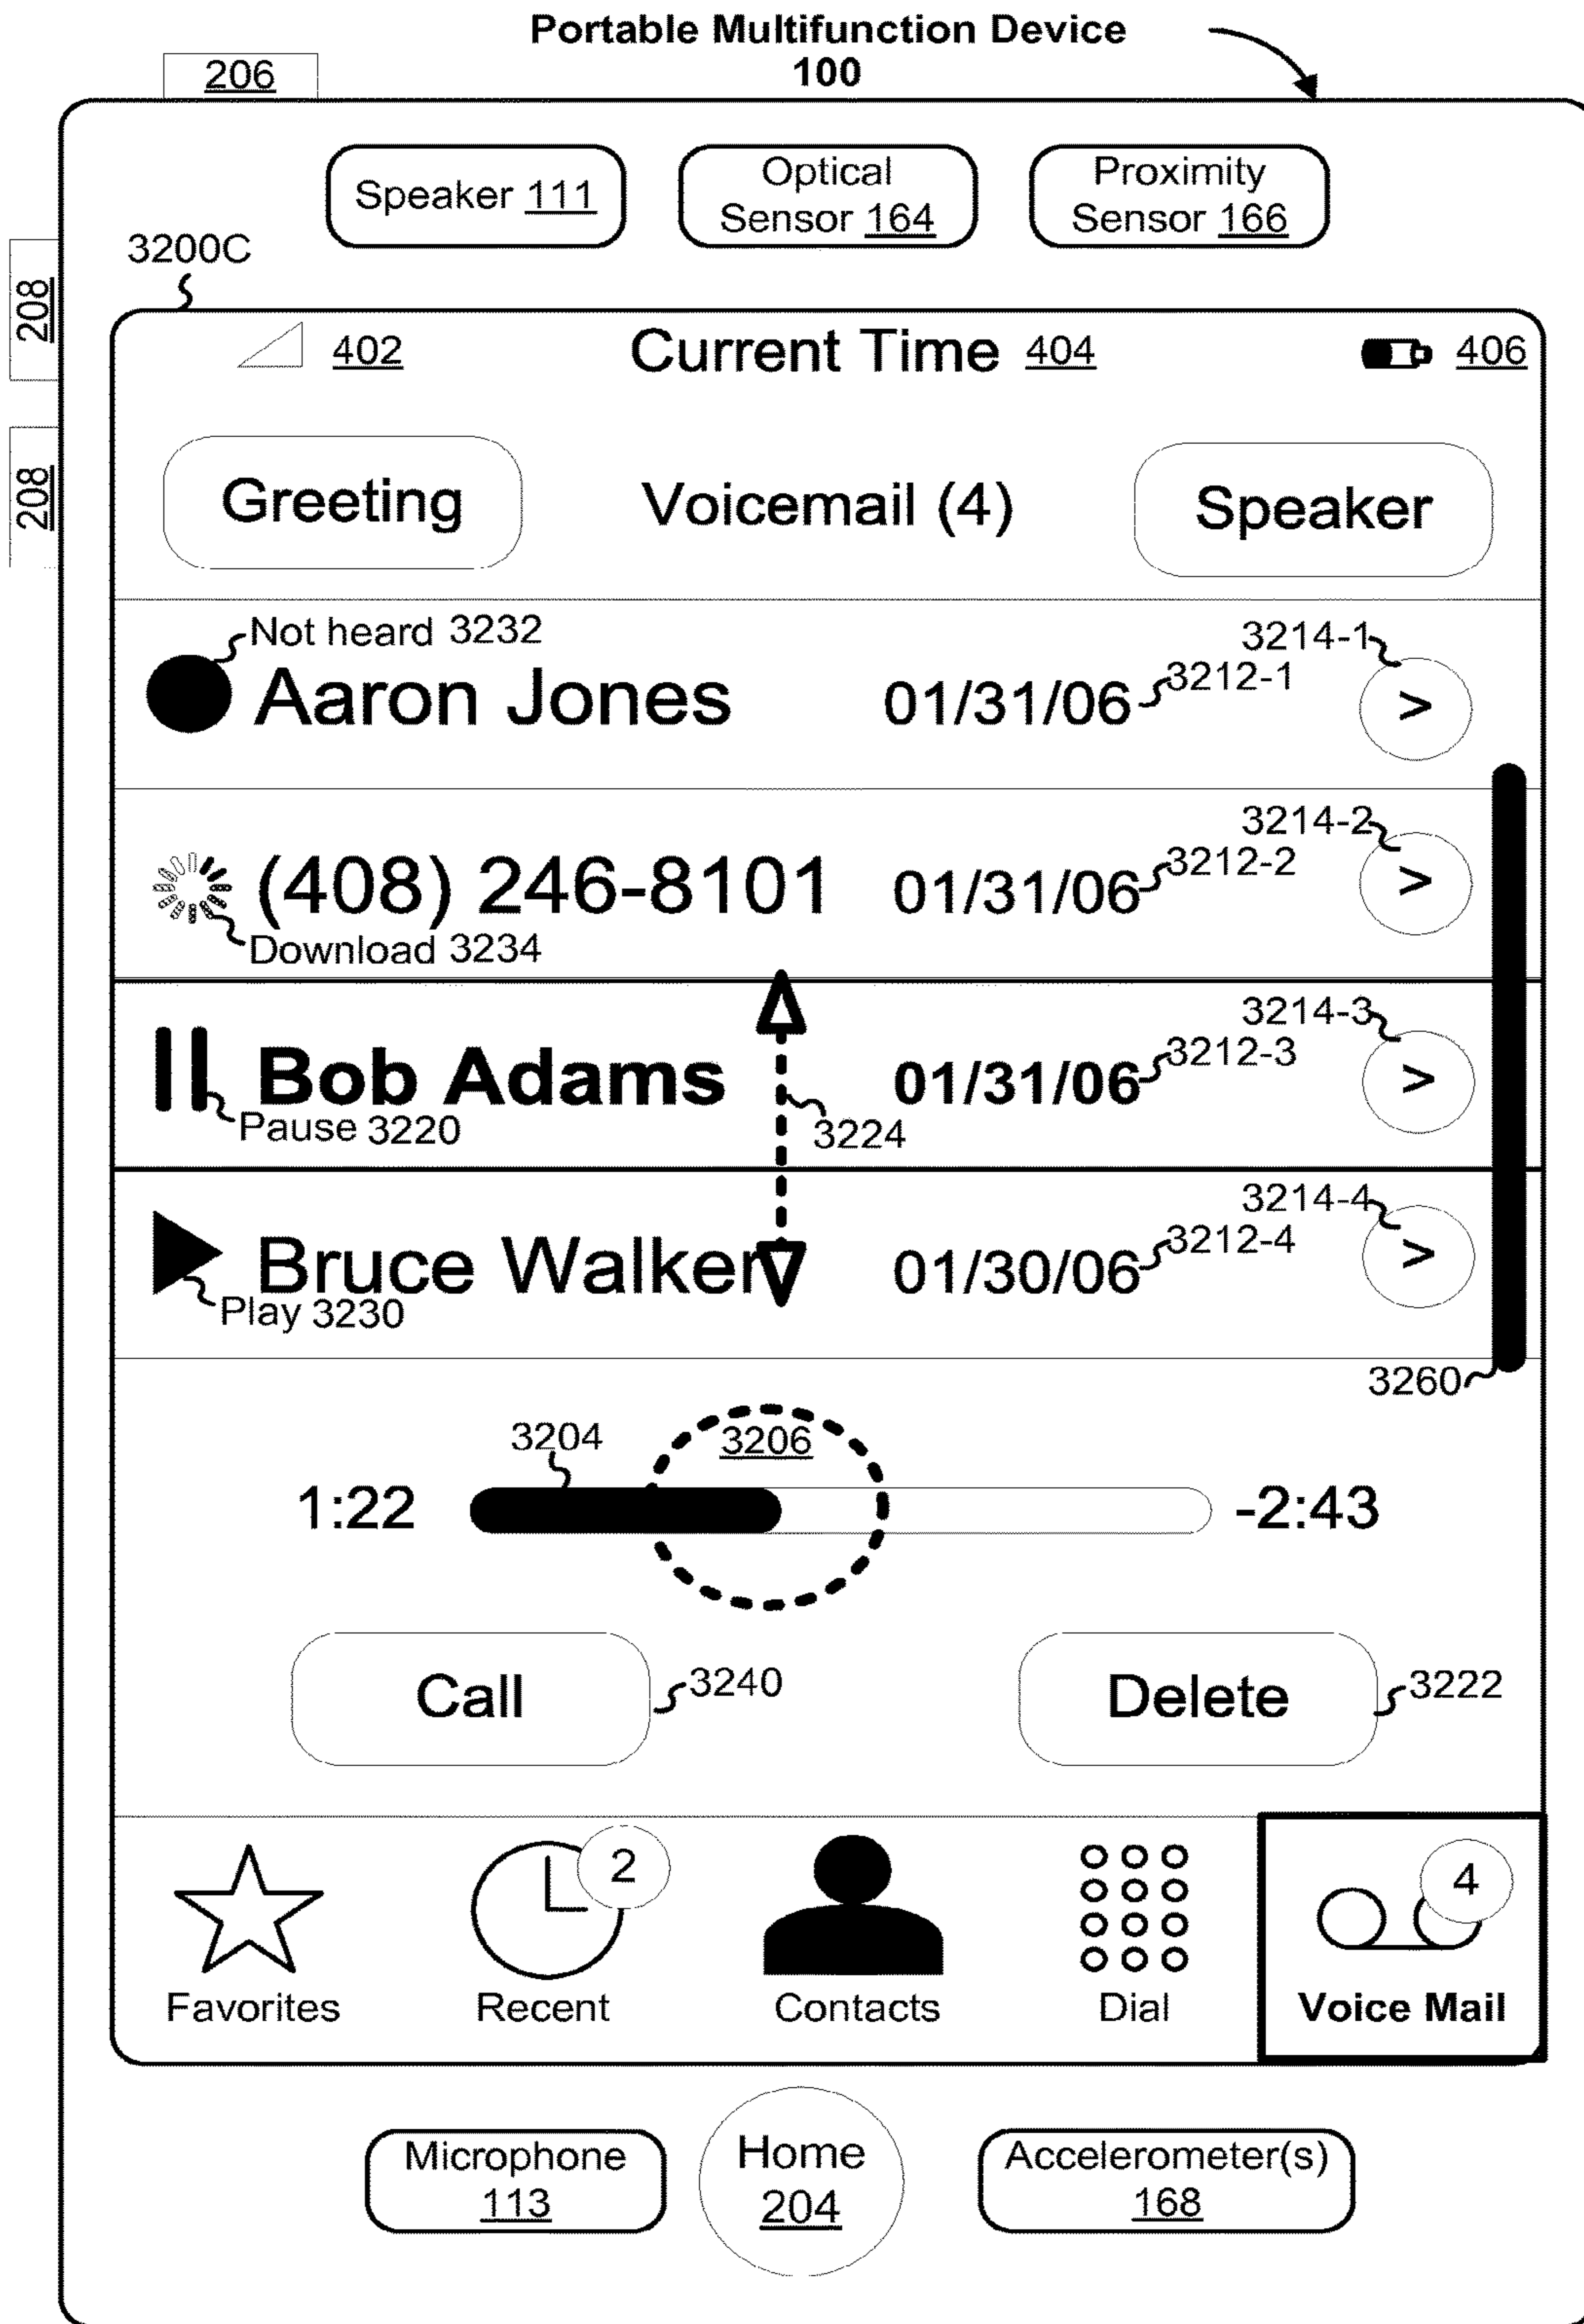 Portable Multifunction Device
100
206
Speaker 111
Optical
Sensor 164
Proximity
Sensor 166
3200C
208
208
402
Current Time 404
406
Greeting
Voicemail (4)
Speaker
Not heard 3232
3214-1
Aaron Jones
01/31/06
3212-1
>
3214-2
(408) 246-8101
01/31/06
3212-2
>
Download 3234
3214-3
Bob Adams
01/31/06
3212-3
>
Pause 3220
3224
3214-4
Bruce Walker
01/30/06
3212-4
>
Play 3230
3260
3204
3206
1:22
-2:43
Call
3240
Delete
3222
2
4
Favorites
Recent
Contacts
Dial
Voice Mail
Microphone
113
Home
204
Accelerometer(s)
168